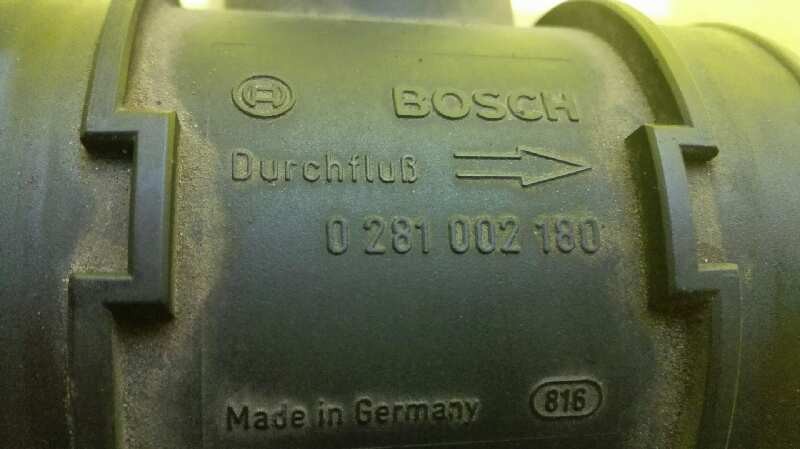 BOSCH
Durchfluß
0 281 002 180
Made in Germany 816